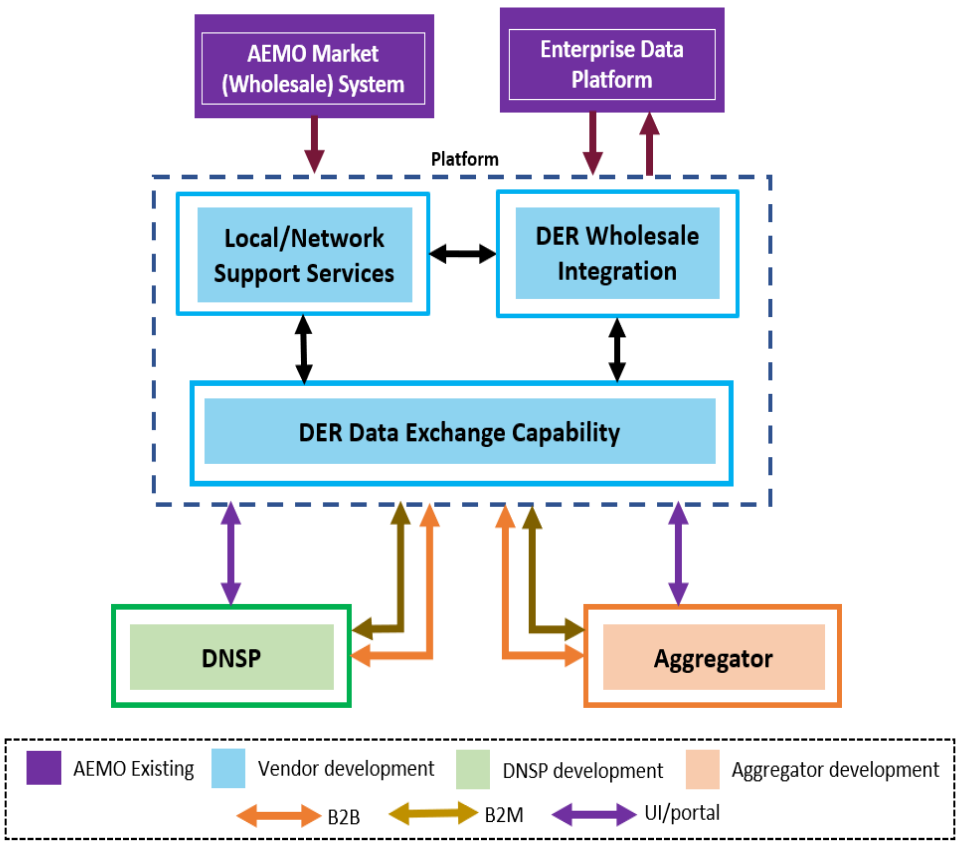 AEMO Market
(Wholesale) System
Enterprise Data
Platform
Platform
Local/Network
Support Services
DER Wholesale
Integration
DER Data Exchange Capability
DNSP
Aggregator
AEMO Existing
Vendor development
DNSP development
Aggregator development
B2B
B2M
UI/portal